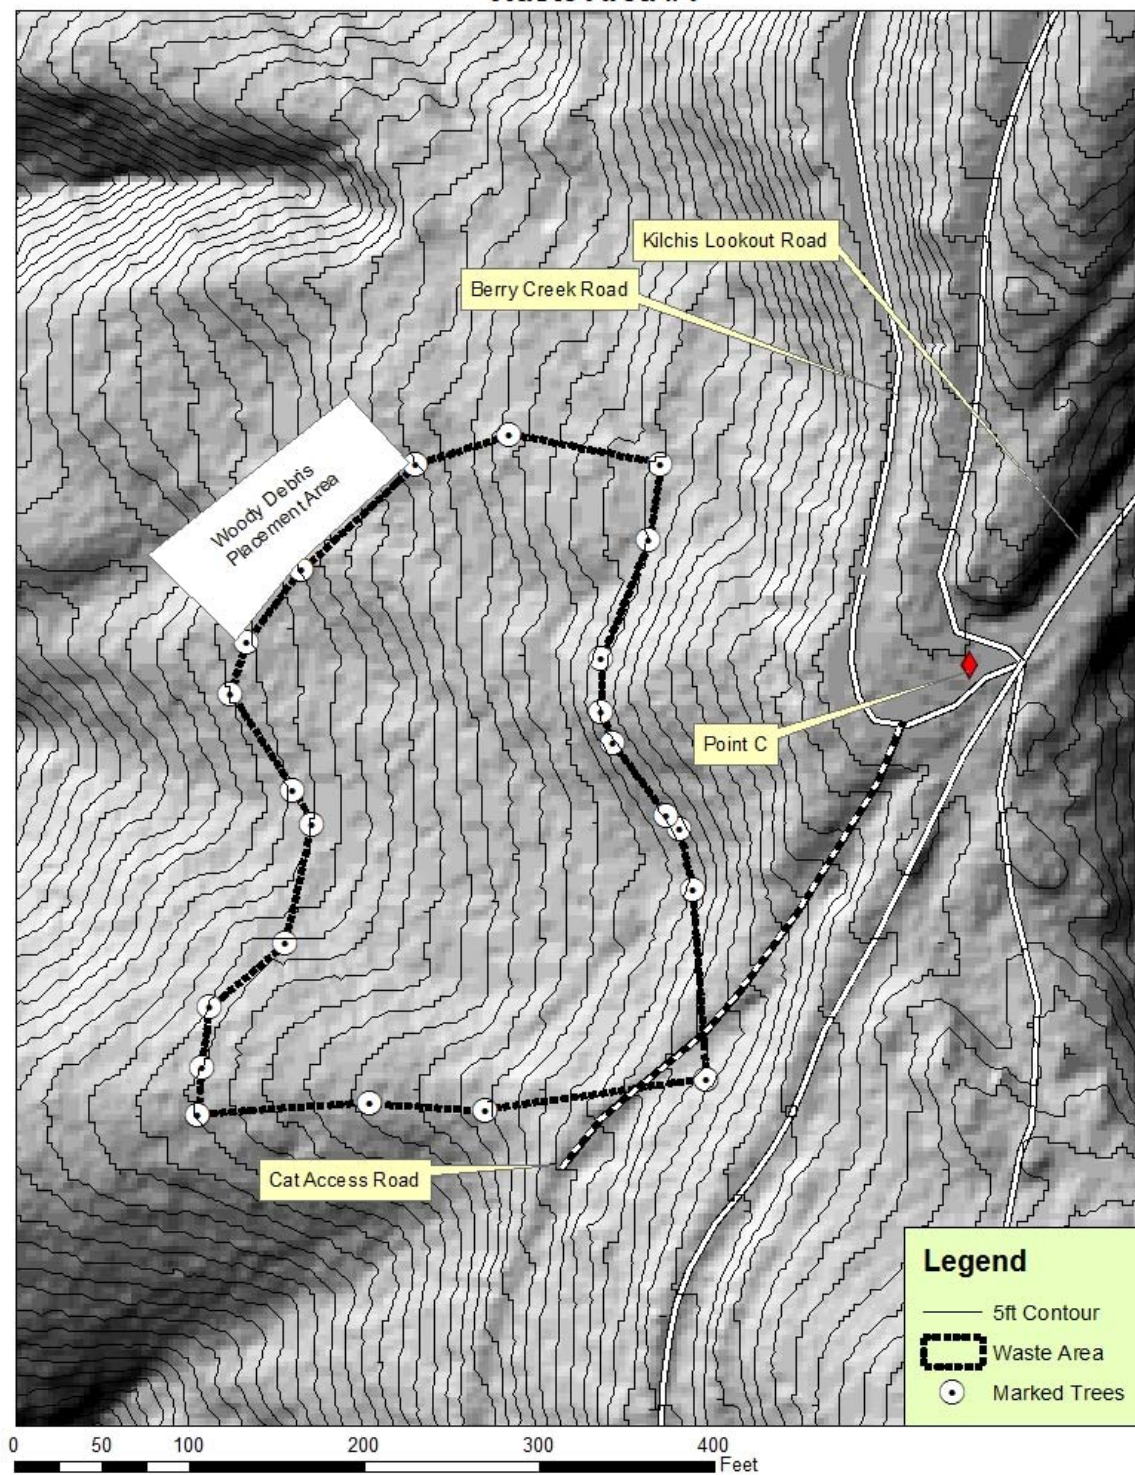 Kilchis Lookout Road
Berry Creek Road
Woody Debris
Placement Area
Point C
Cat Access Road
Legend
5ft Contour
Waste Area
Marked Trees
0 50 100 200 300 400
Feet